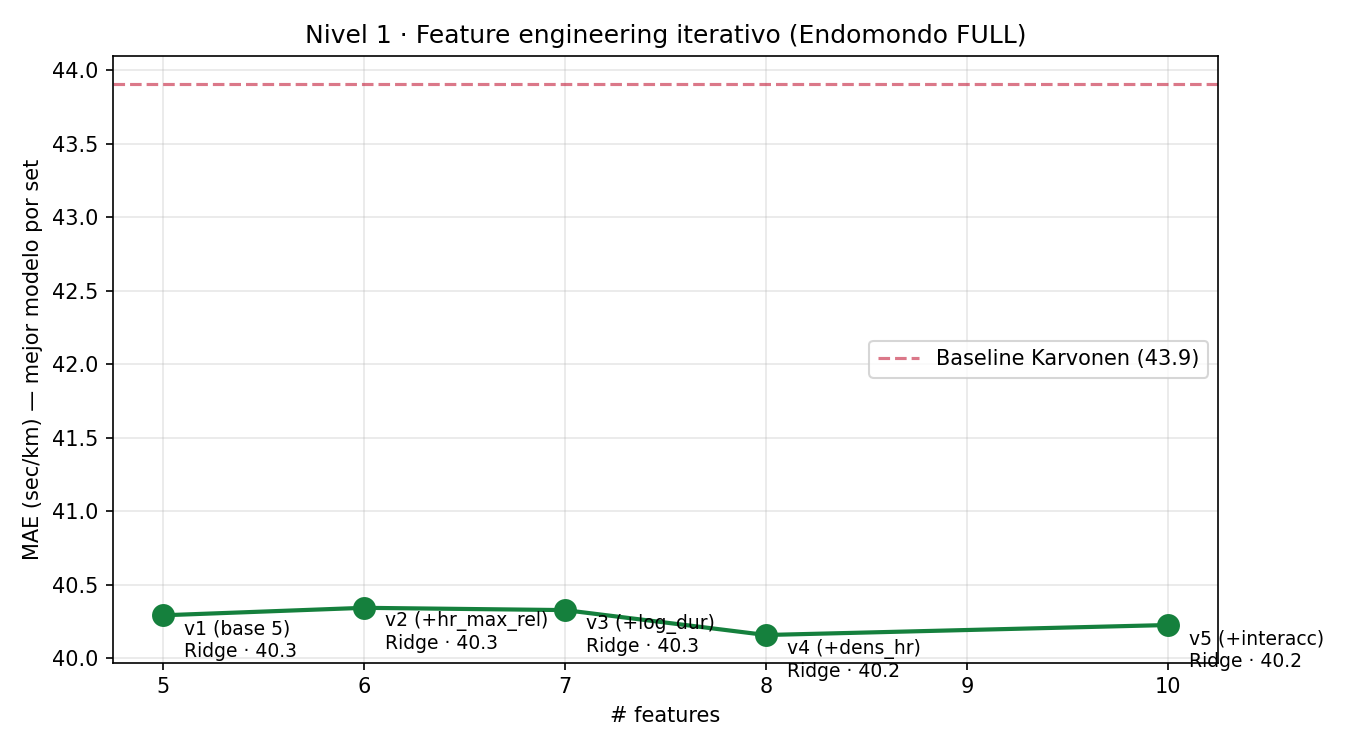 Nivel 1 · Feature engineering iterativo (Endomondo FULL)
MAE (sec/km) — mejor modelo por set
44.0
43.5
43.0
42.5
42.0
41.5
41.0
40.5
40.0
Baseline Karvonen (43.9)
v1 (base 5)
Ridge · 40.3
v2 (+hr_max_rel)
Ridge · 40.3
v3 (+log_dur)
Ridge · 40.3
v4 (+dens_hr)
Ridge · 40.2
v5 (+interacc)
Ridge · 40.2
5
6
7
8
9
10
# features